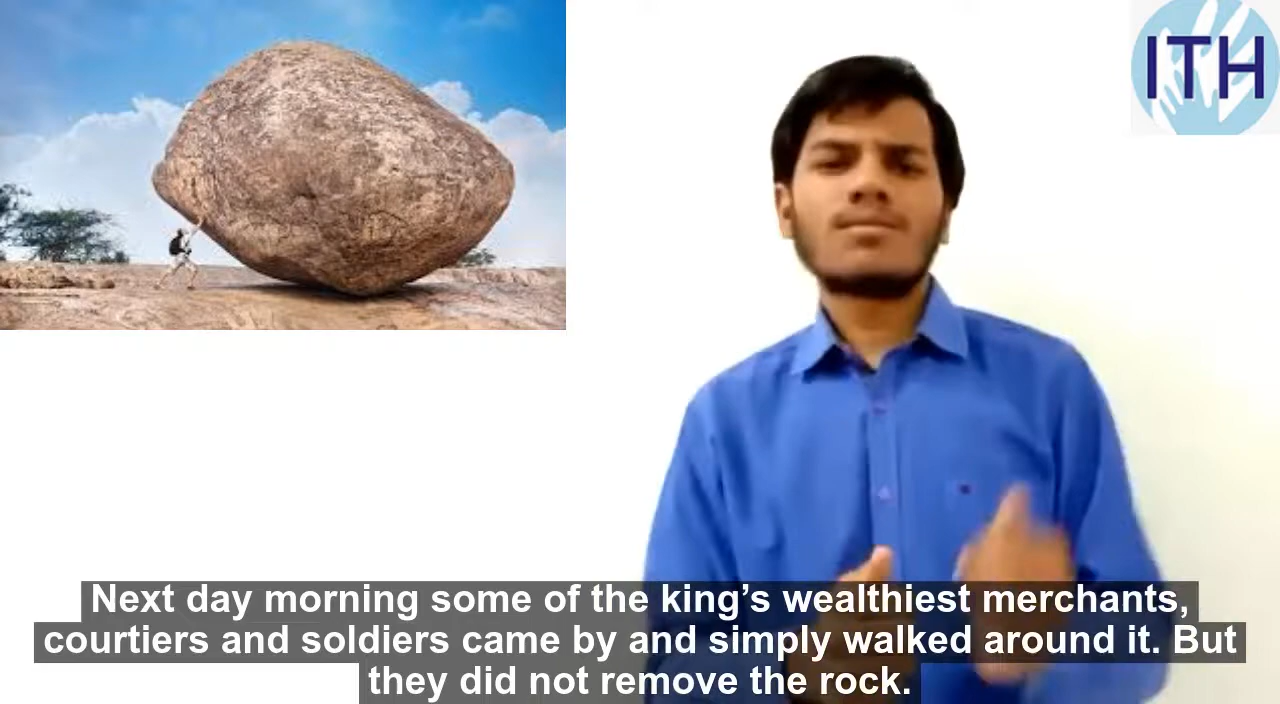 ITH
Next day morning some of the king’s wealthiest merchants,
courtiers and soldiers came by and simply walked around it. But
they did not remove the rock.